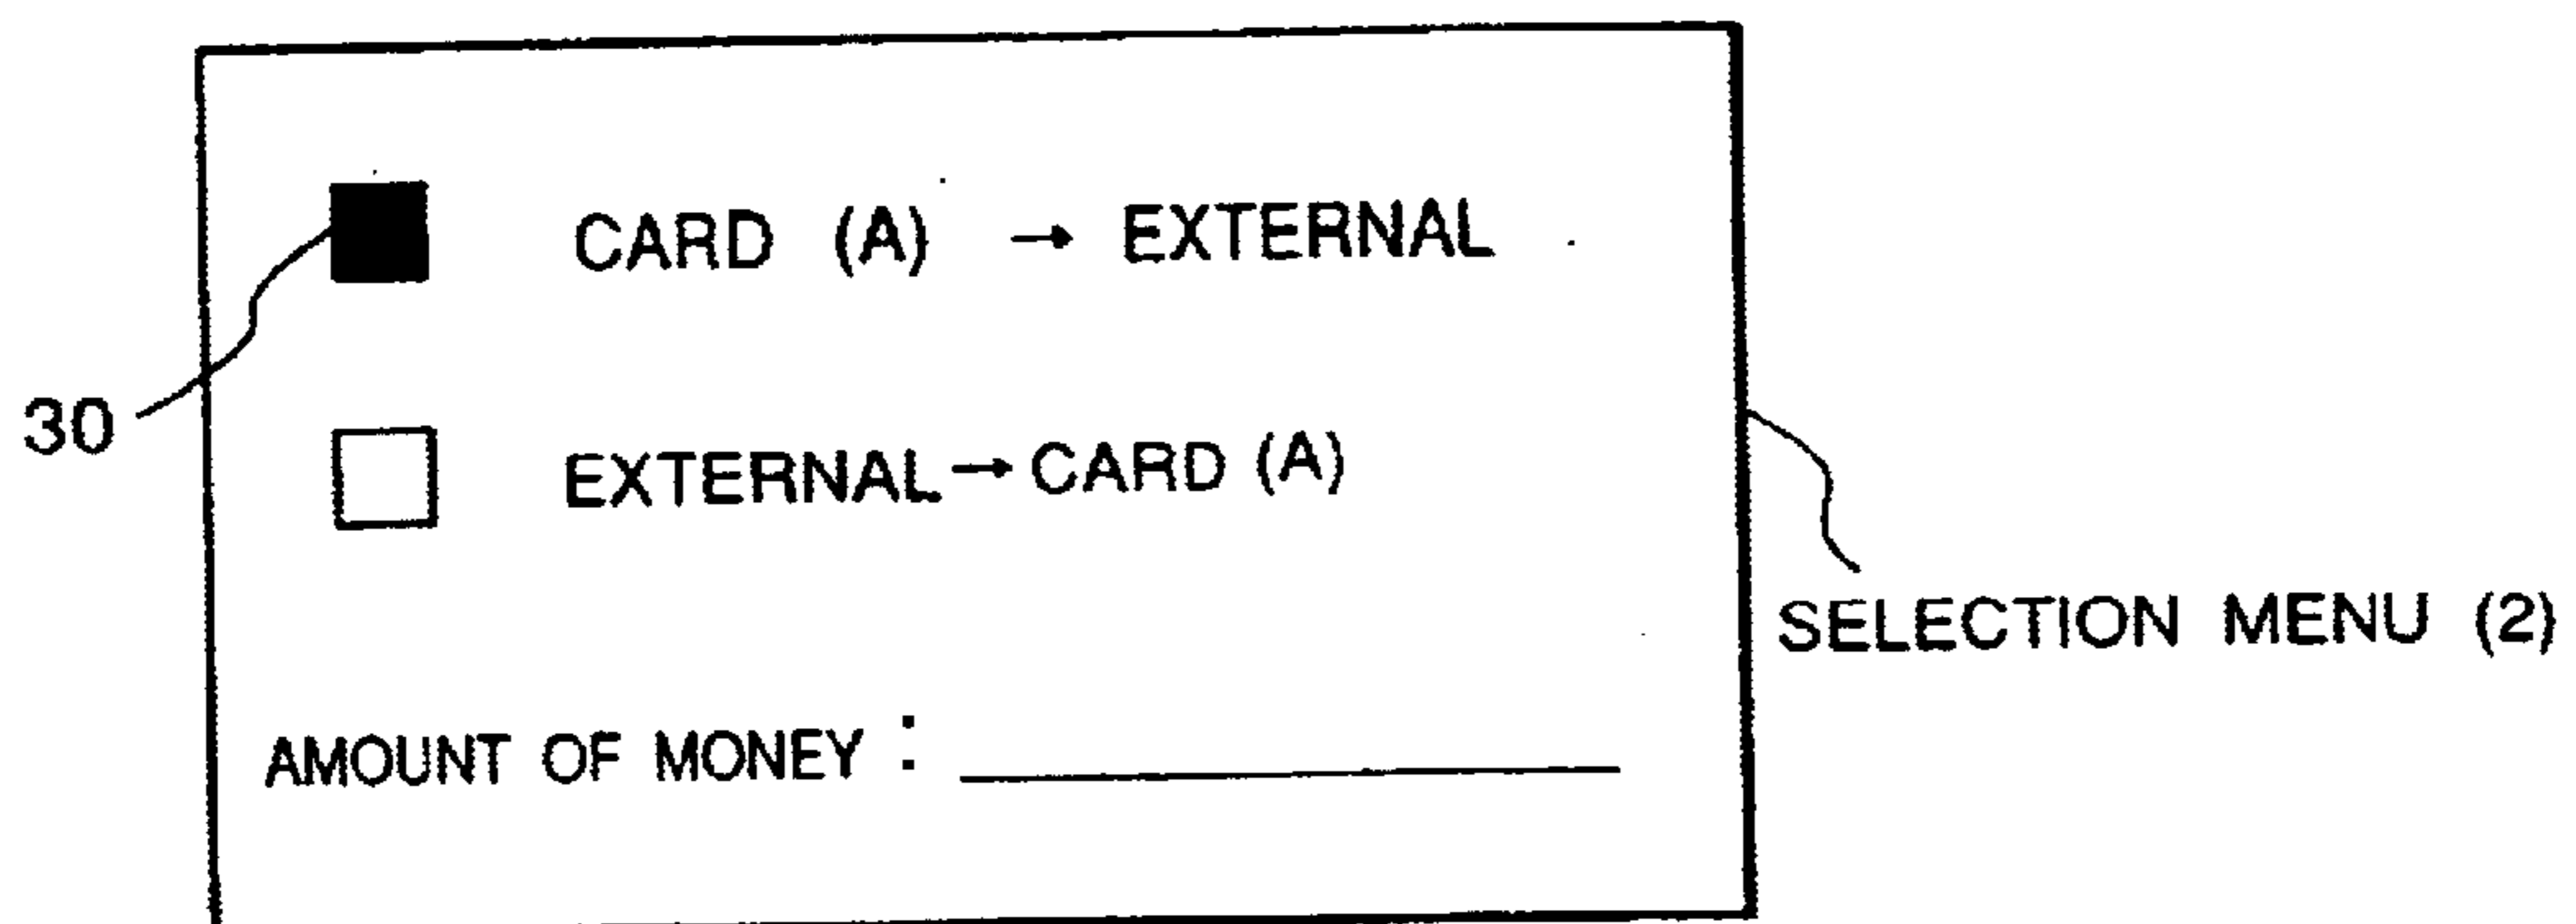 CARD (A) → EXTERNAL
30
EXTERNAL → CARD (A)
SELECTION MENU (2)
AMOUNT OF MONEY :